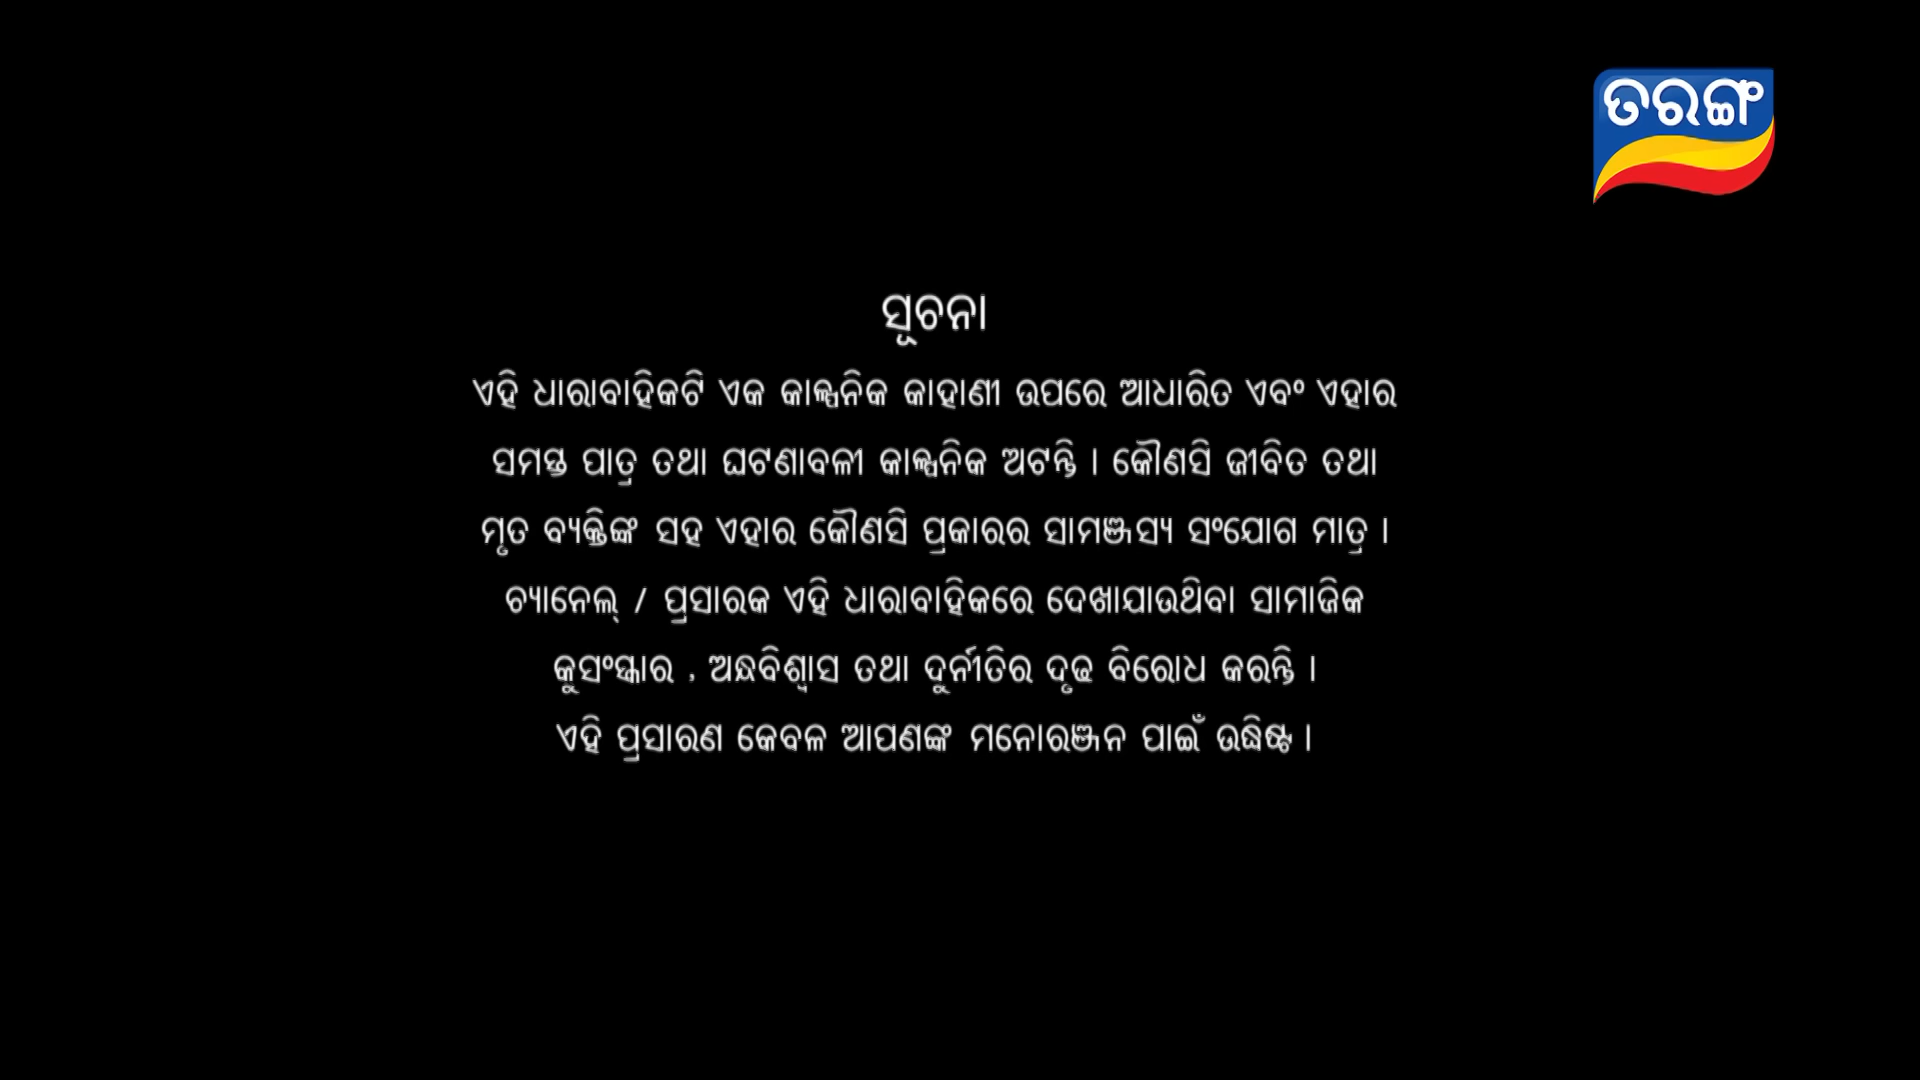 ତରଙ୍ଗ
ସୂଚନା
ଏହି ଧାରାବାହିକଟି ଏକ କାଳ୍ପନିକ କାହାଣୀ ଉପରେ ଆଧାରିତ ଏବଂ ଏହାର
ସମସ୍ତ ପାତ୍ର ତଥା ଘଟଣାବଳୀ କାଳ୍ପନିକ ଅଟନ୍ତି । କୌଣସି ଜୀବିତ ତଥା
ମୃତ ବ୍ୟକ୍ତିଙ୍କ ସହ ଏହାର କୌଣସି ପ୍ରକାରର ସାମଞ୍ଜସ୍ୟ ସଂଯୋଗ ମାତ୍ର ।
ଚ୍ୟାନେଲ୍ / ପ୍ରସାରକ ଏହି ଧାରାବାହିକରେ ଦେଖାଯାଉଥିବା ସାମାଜିକ
କୁସଂସ୍କାର , ଅନ୍ଧବିଶ୍ୱାସ ତଥା ଦୁର୍ନୀତିର ଦୃଢ ବିରୋଧ କରନ୍ତି ।
ଏହି ପ୍ରସାରଣ କେବଳ ଆପଣଙ୍କ ମନୋରଞ୍ଜନ ପାଇଁ ଉଦ୍ଧିଷ୍ଟ ।